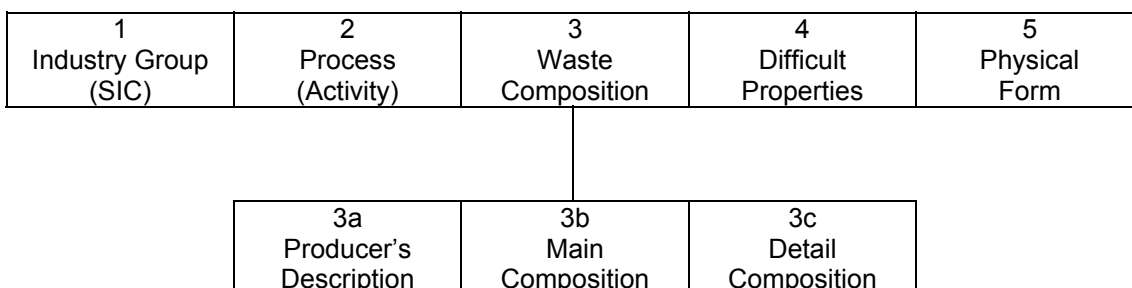 1 2 3 4 5
Industry Group Process Waste Difficult Physical
(SIC) (Activity) Composition Properties Form
3a 3b 3c
Producer's Main Detail
Description Composition Composition